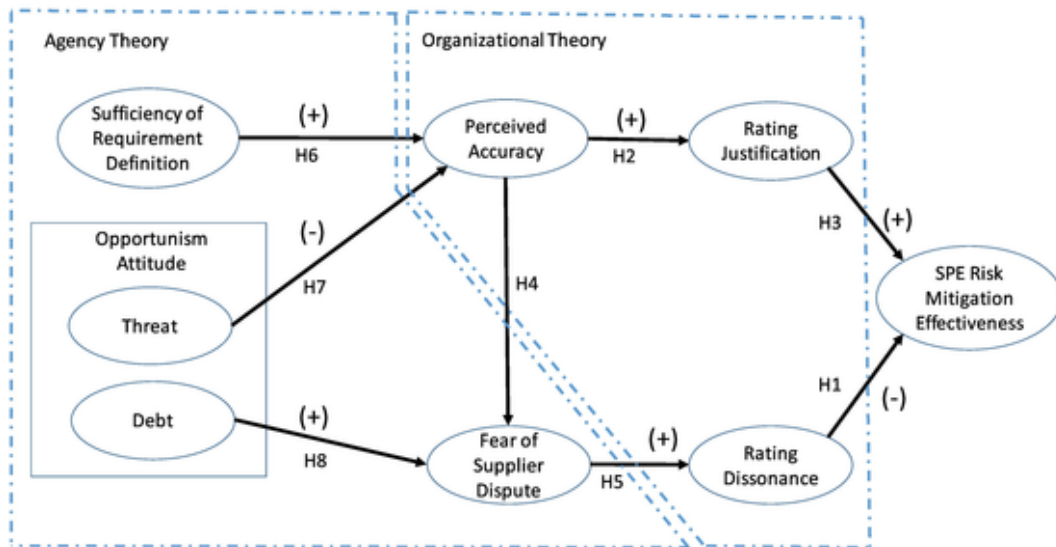 Agency Theory
Organizational Theory
Sufficiency of
Requirement
Definition
(+)
H6
Perceived
Accuracy
(+)
H2
Rating
Justification
Opportunism
Attitude
Threat
Debt
(-)
H7
H4
H3
(+)
SPE Risk
Mitigation
Effectiveness
H1
(-)
(+)
H8
Fear of
Supplier
Dispute
(+)
H5
Rating
Dissonance